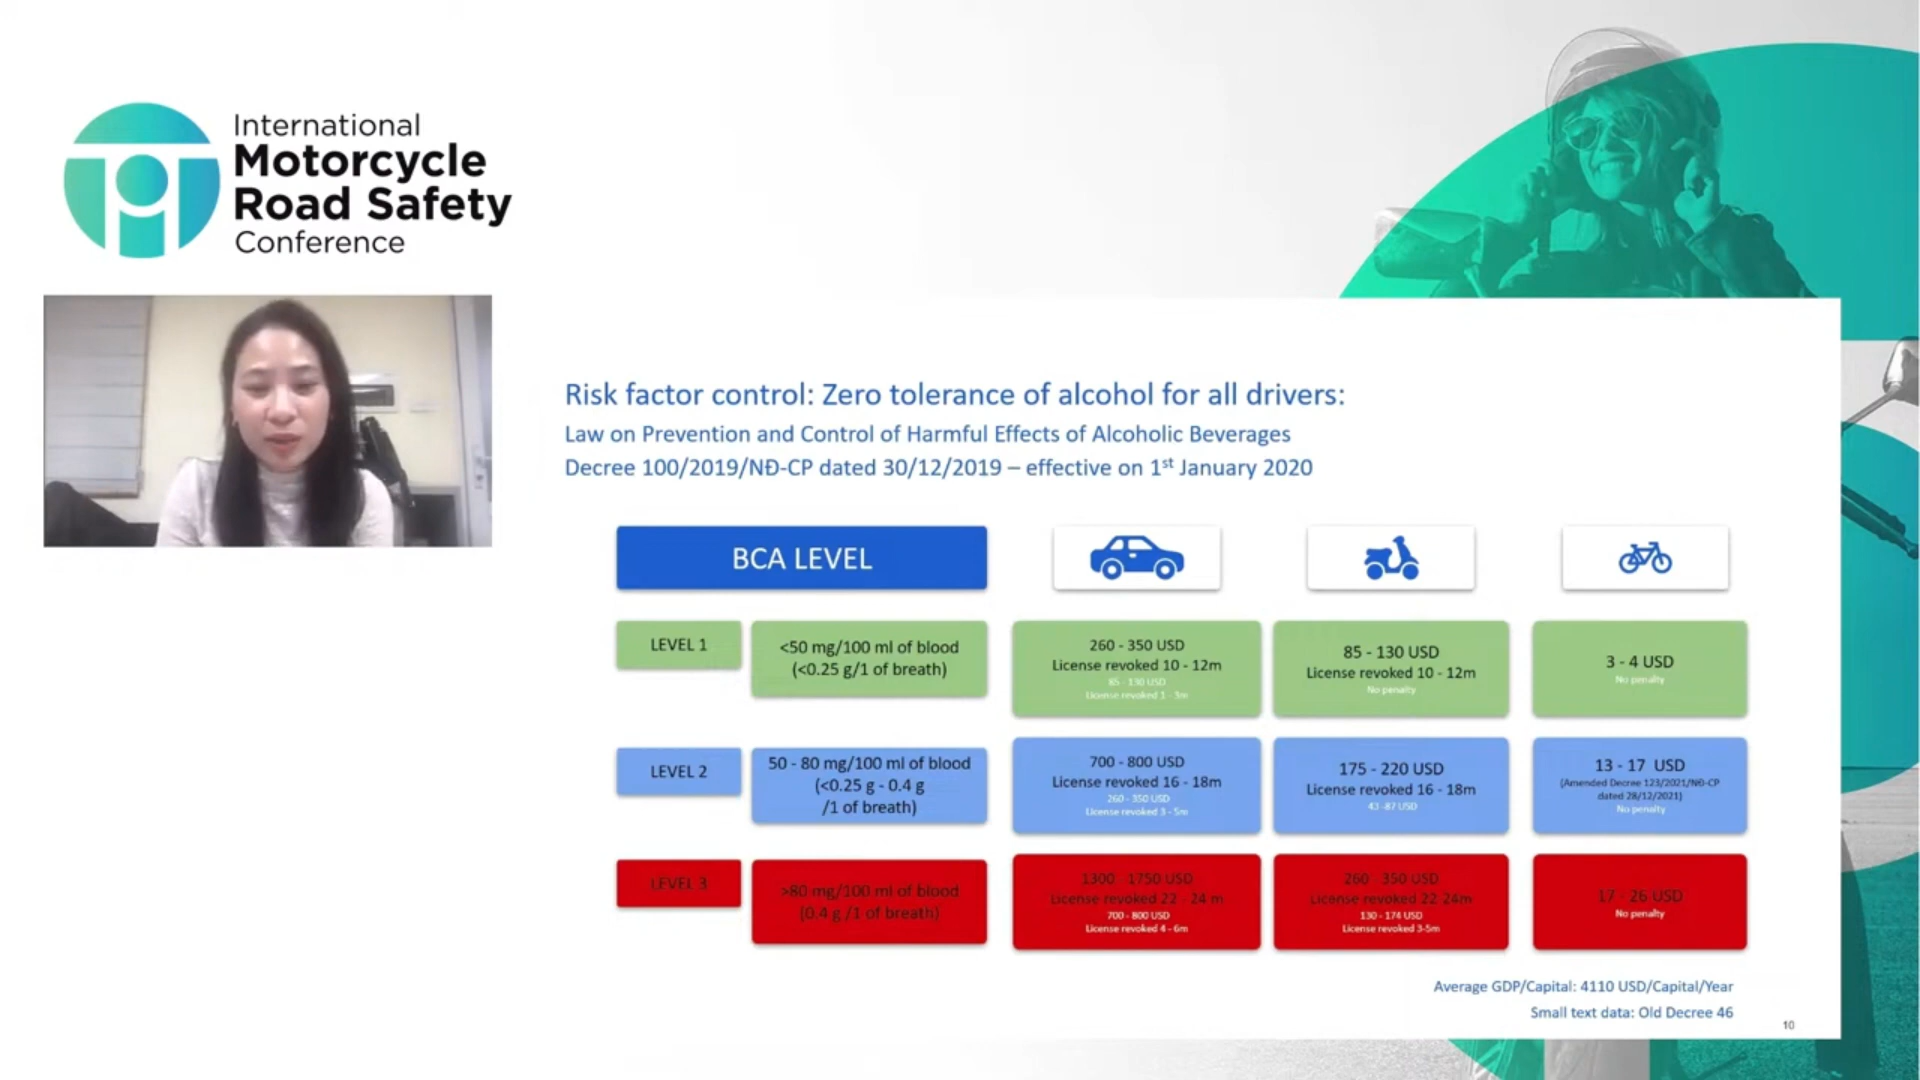 International
Motorcycle
Road Safety
Conference
Risk factor control: Zero tolerance of alcohol for all drivers:
Law on Prevention and Control of Harmful Effects of Alcoholic Beverages
Decree 100/2019/NĐ-CP dated 30/12/2019 – effective on 1st January 2020
BCA LEVEL
LEVEL 1
<50 mg/100 ml of blood
(<0.25 g/1 of breath)
260 - 350 USD
License revoked 10 - 12m
85 - 130 USD
License revoked 1 - 3m
85 - 130 USD
License revoked 10 - 12m
No penalty
3 - 4 USD
No penalty
LEVEL 2
50 - 80 mg/100 ml of blood
(<0.25 g - 0.4 g
/1 of breath)
700 - 800 USD
License revoked 16 - 18m
260 - 350 USD
License revoked 3 - 5m
175 - 220 USD
License revoked 16 - 18m
43 -87 USD
13 - 17 USD
(Amended Decree 123/2021/NĐ-CP
dated 28/12/2021)
No penalty
LEVEL 3
>80 mg/100 ml of blood
(0.4 g /1 of breath)
1300 - 1750 USD
License revoked 22 - 24 m
700 - 800 USD
License revoked 4 - 6m
260 - 350 USD
License revoked 22-24m
130 - 174 USD
License revoked 3-5m
17 - 26 USD
No penalty
Average GDP/Capital: 4110 USD/Capital/Year
Small text data: Old Decree 46
10